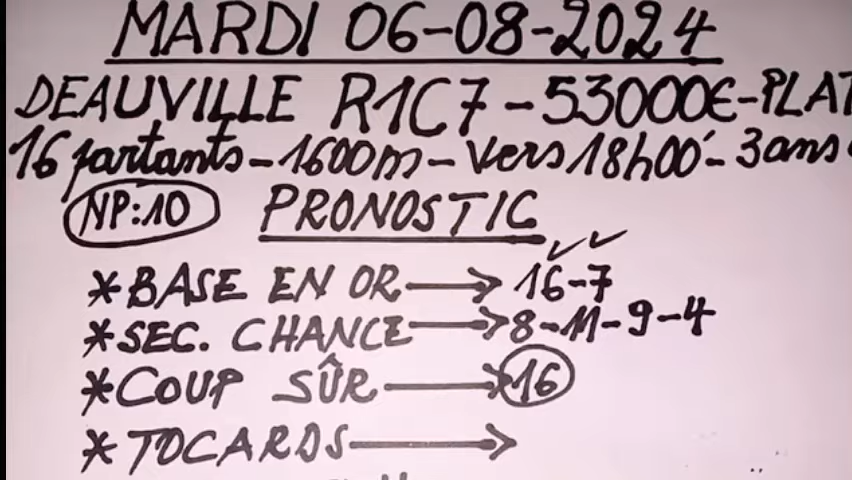 MARDI 06-08-2024
DEAUVILLE R1C7-53000€-PLAT
16 partants-1600m-Vers 18h00'-3ans
NP:10 PRONOSTIC
*BASE EN OR → 16-7
*SEC. CHANCE → 8-11-9-4
*COUP SÛR → 16
*TOCARDS →